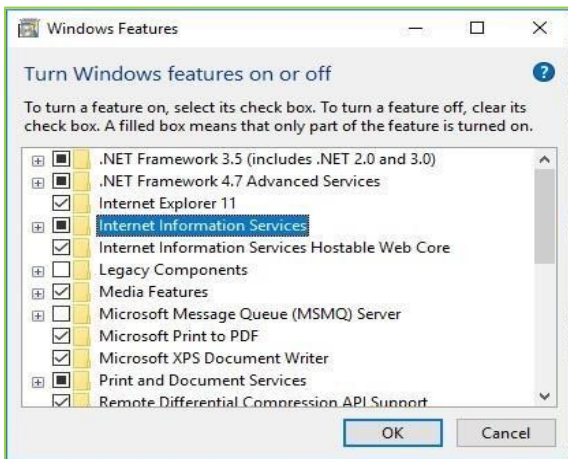 Windows Features
Turn Windows features on or off
To turn a feature on, select its check box. To turn a feature off, clear its
check box. A filled box means that only part of the feature is turned on.
.NET Framework 3.5 (includes .NET 2.0 and 3.0)
.NET Framework 4.7 Advanced Services
Internet Explorer 11
Internet Information Services
Internet Information Services Hostable Web Core
Legacy Components
Media Features
Microsoft Message Queue (MSMQ) Server
Microsoft Print to PDF
Microsoft XPS Document Writer
Print and Document Services
Remote Differential Compression API Support
OK Cancel